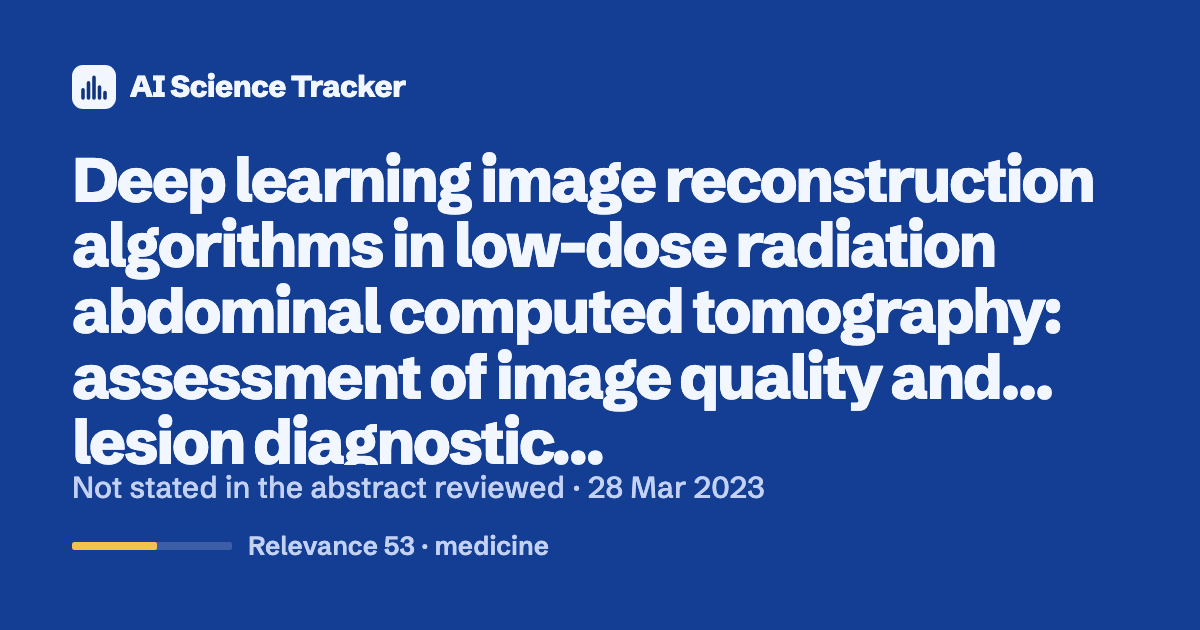 AI Science Tracker
Deep learning image reconstruction
algorithms in low-dose radiation
abdominal computed tomography:
assessment of image quality and...
lesion diagnostic...
Not stated in the abstract reviewed · 28 Mar 2023
Relevance 53 · medicine